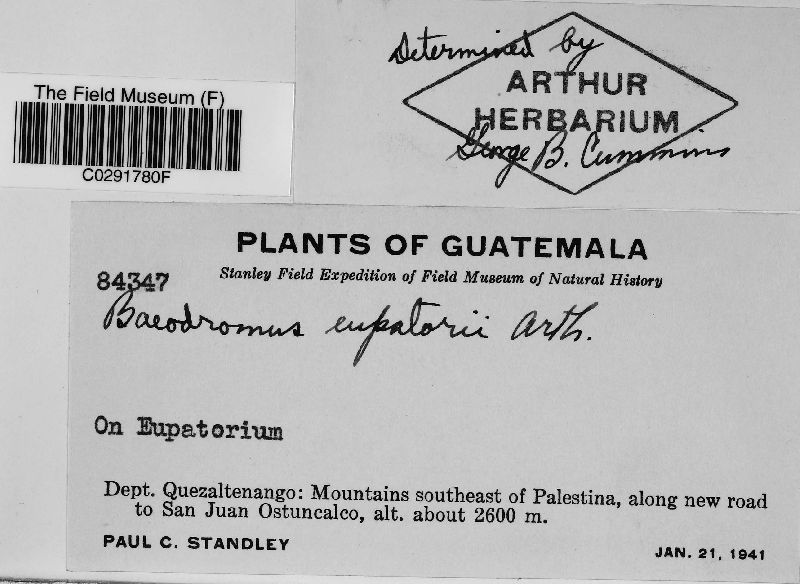 Determined by
ARTHUR
HERBARIUM
George B. Cummins
The Field Museum (F)
C0291780F
PLANTS OF GUATEMALA
84347
Stanley Field Expedition of Field Museum of Natural History
Baeodromus eupatorii Arth.
On Eupatorium
Dept. Quezaltenango: Mountains southeast of Palestina, along new road
to San Juan Ostuncalco, alt. about 2600 m.
PAUL C. STANDLEY
JAN. 21, 1941